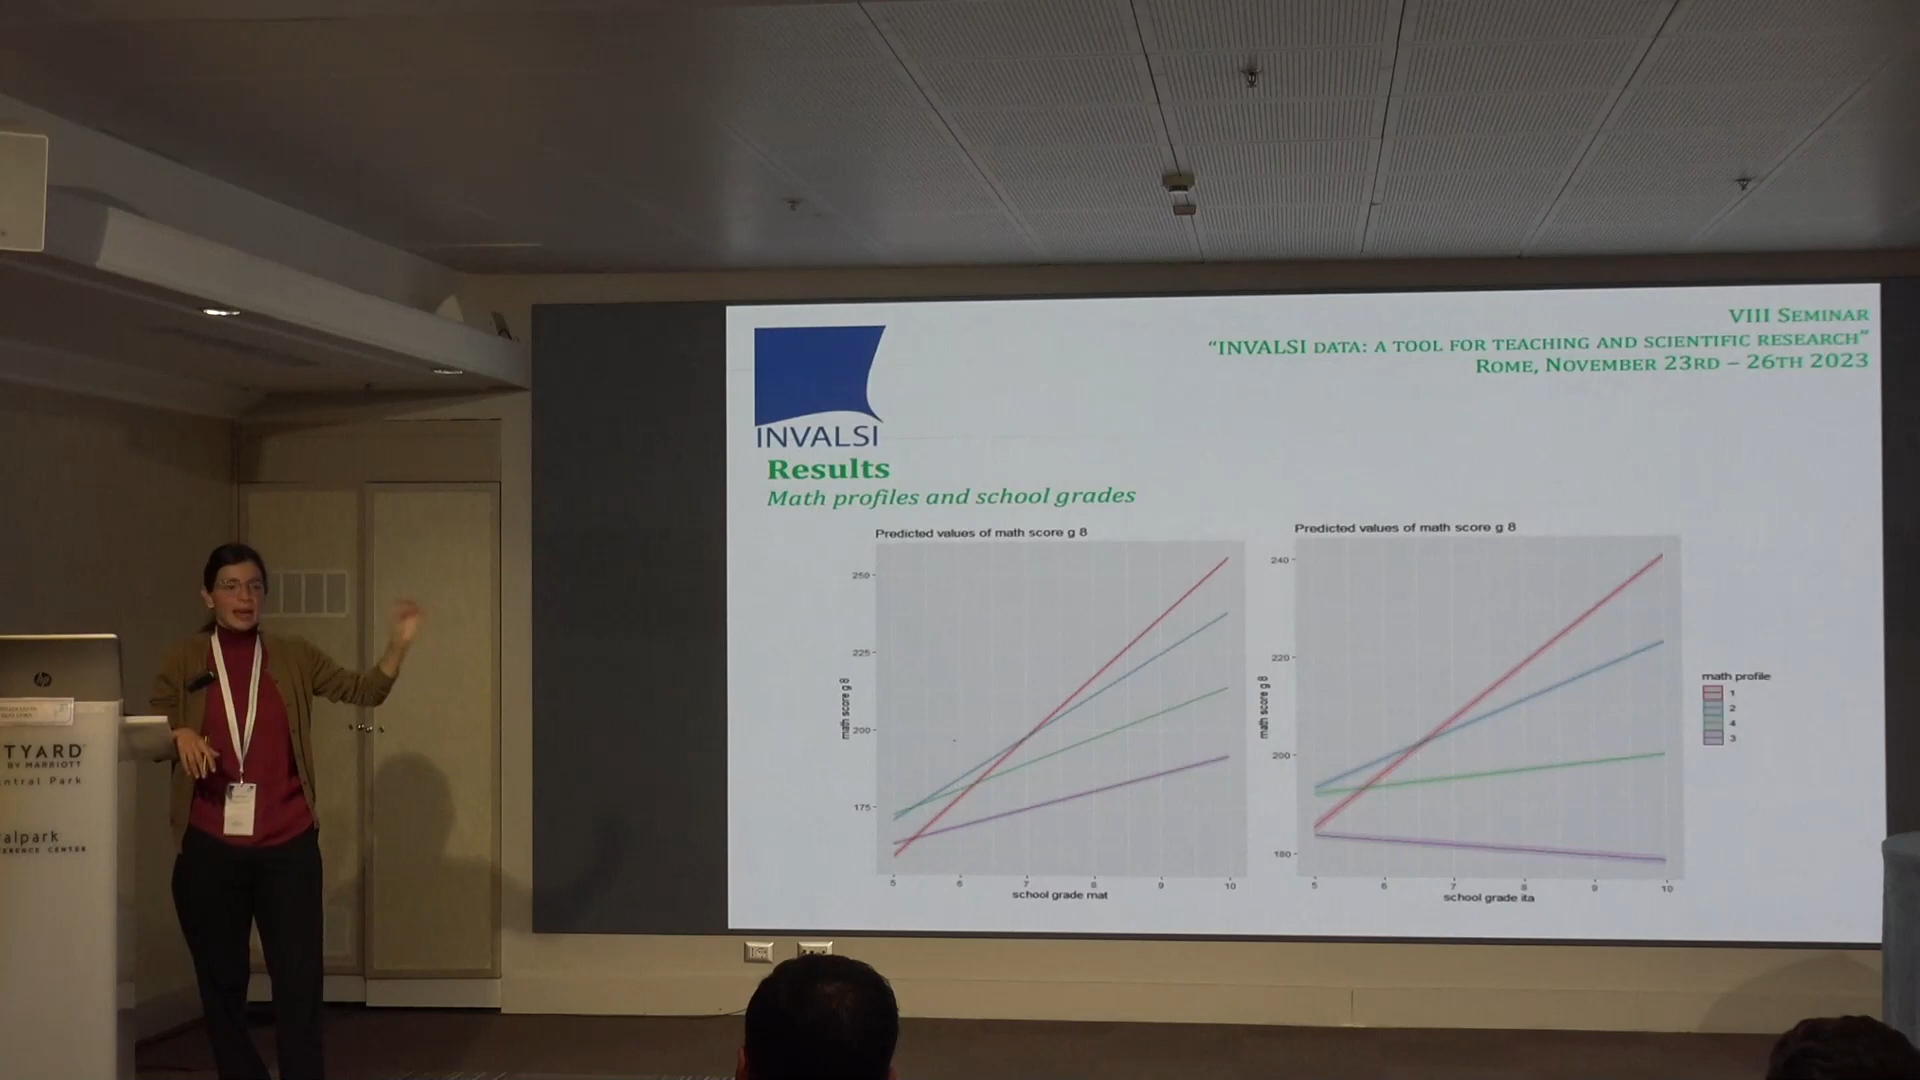 VIII SEMINAR
“INVALSI DATA: A TOOL FOR TEACHING AND SCIENTIFIC RESEARCH”
ROME, NOVEMBER 23RD – 26TH 2023
INVALSI
Results
Math profiles and school grades
Predicted values of math score g 8
math score g 8
250
225
200
175
5 6 7 8 9 10
school grade mat
Predicted values of math score g 8
math score g 8
240
220
200
180
5 6 7 8 9 10
school grade ita
math profile
1
2
4
3
hp
TYARD
BY MARRIOTT
ntral Park
alpark
ERENCE CENTER